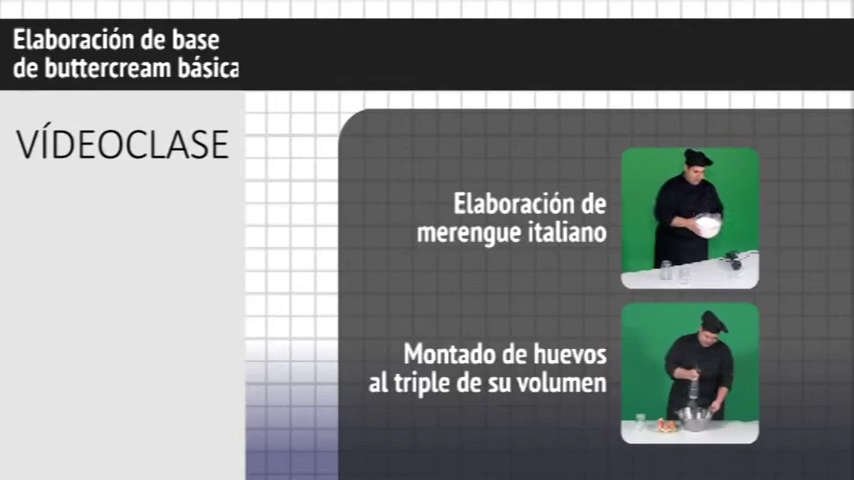 Elaboración de base
de buttercream básica
VÍDEOCLASE
Elaboración de
merengue italiano
Montado de huevos
al triple de su volumen